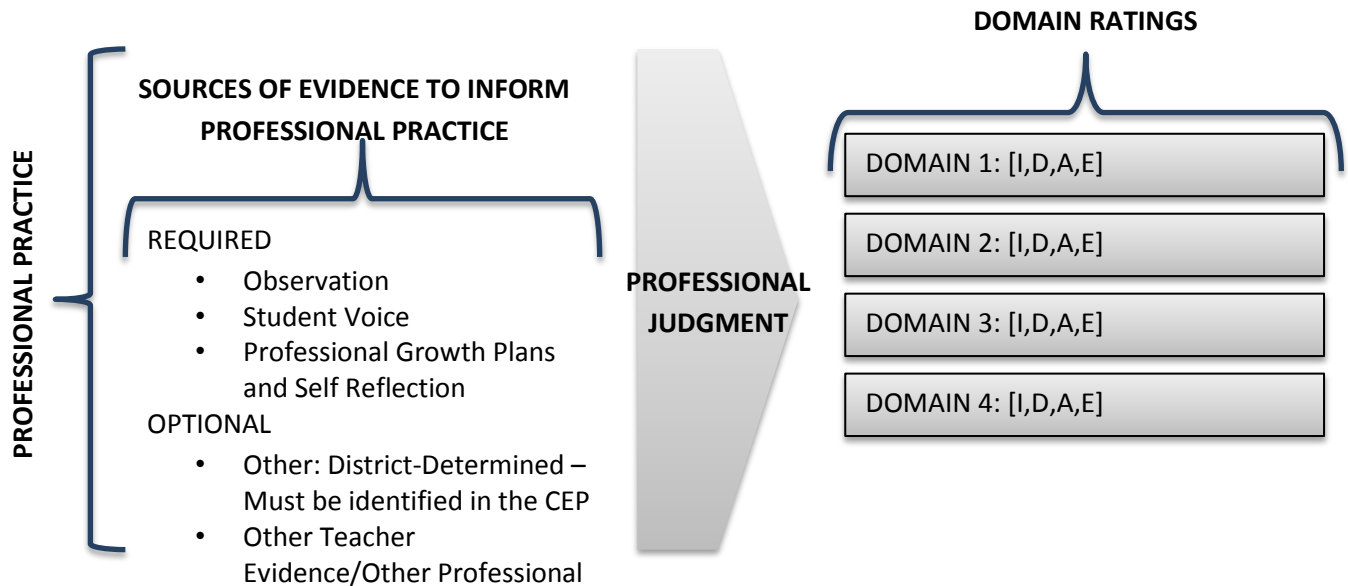 PROFESSIONAL PRACTICE
SOURCES OF EVIDENCE TO INFORM
PROFESSIONAL PRACTICE
REQUIRED
• Observation
• Student Voice
• Professional Growth Plans
and Self Reflection
OPTIONAL
• Other: District-Determined –
Must be identified in the CEP
• Other Teacher
Evidence/Other Professional
PROFESSIONAL
JUDGMENT
DOMAIN RATINGS
DOMAIN 1: [I,D,A,E]
DOMAIN 2: [I,D,A,E]
DOMAIN 3: [I,D,A,E]
DOMAIN 4: [I,D,A,E]